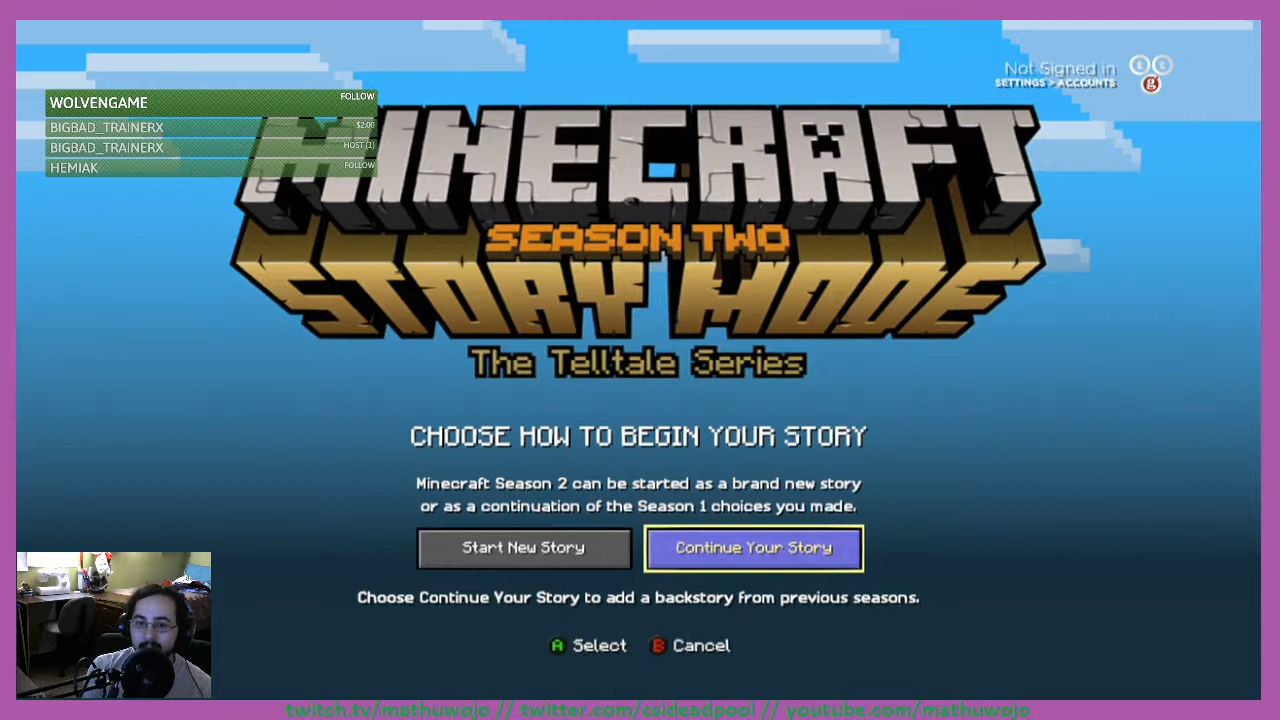 Not Signed in
SETTINGS > ACCOUNTS
WOLVENGAME FOLLOW
BIGBAD_TRAINERX $2.00
BIGBAD_TRAINERX HOST (1)
HEMIAK FOLLOW
MINECRAFT
SEASON TWO
STORY MODE
The Telltale Series
CHOOSE HOW TO BEGIN YOUR STORY
Minecraft Season 2 can be started as a brand new story
or as a continuation of the Season 1 choices you made.
Start New Story Continue Your Story
Choose Continue Your Story to add a backstory from previous seasons.
A Select B Cancel
twitch.tv/mathuwojo // twitter.com/csideadpool // youtube.com/mathuwojo